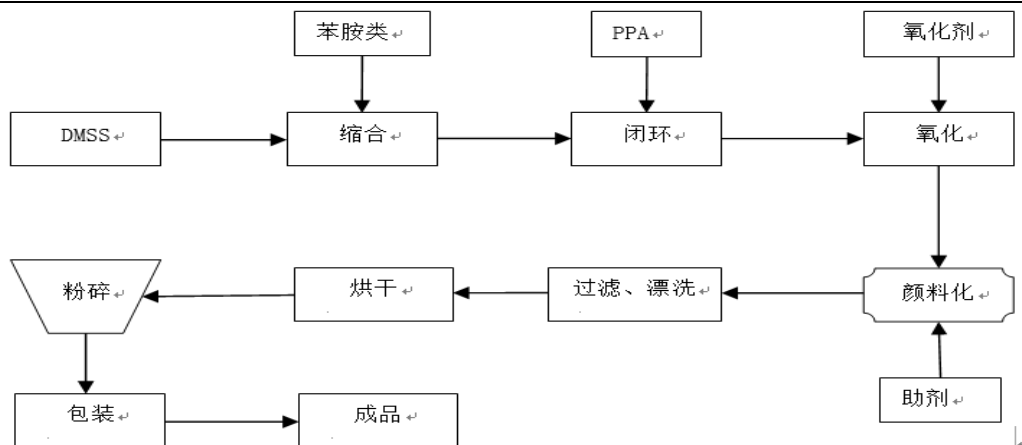 苯胺类
PPA
氧化剂
DMSS
缩合
闭环
氧化
粉碎
烘干
过滤、漂洗
颜料化
包装
成品
助剂